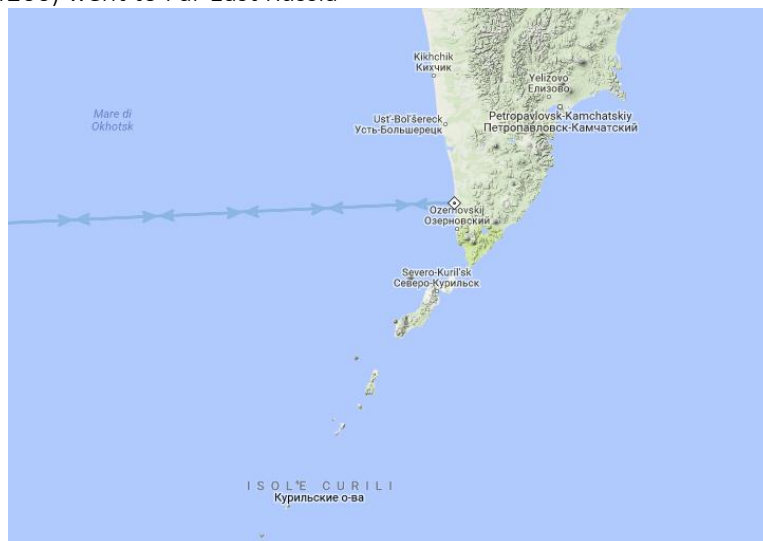 Kikhchik
Кихчик
Yelizovo
Елизово
Mare di
Okhotsk
Petropavlovsk-Kamchatskiy
Петропавловск-Камчатский
Ust'-Bol'šereck
Усть-Большерецк
Ozernovskij
Озерновский
Severo-Kuril'sk
Северо-Курильск
ISOLE CURILI
Курильские о-ва